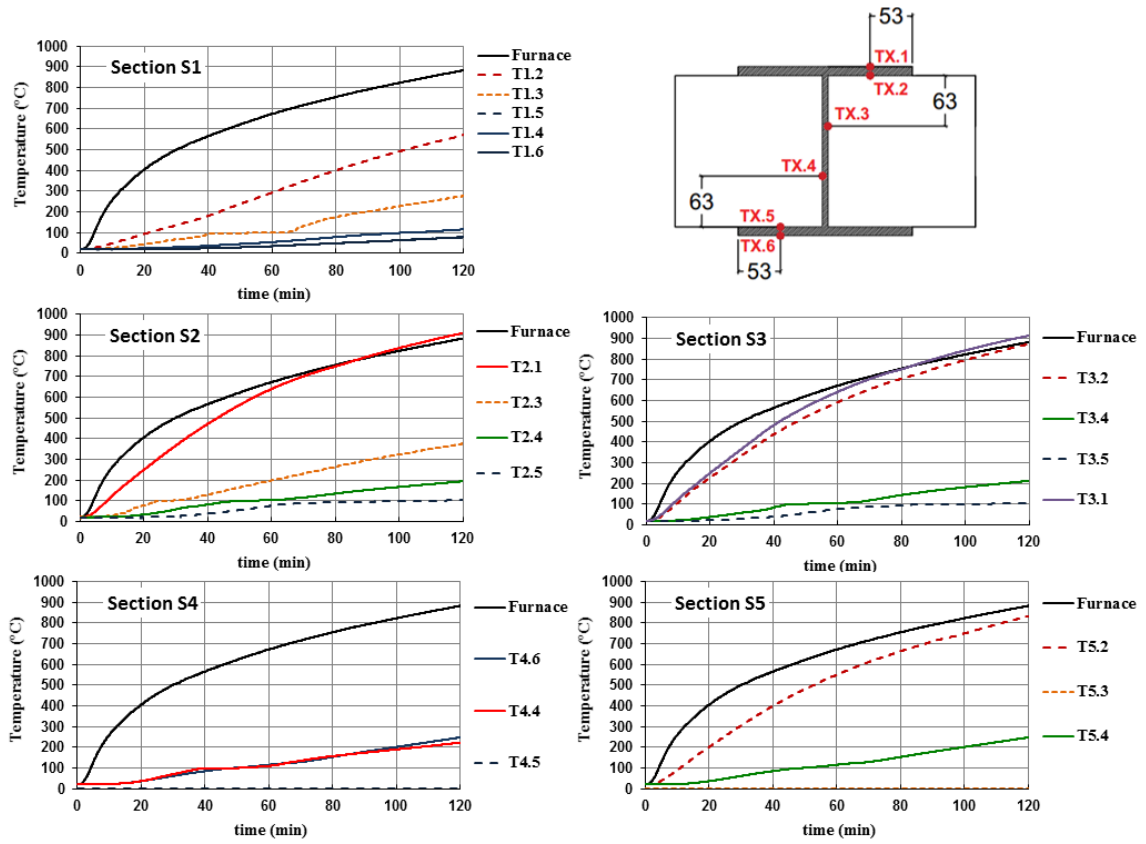 Section S1
Temperature (°C)
1000
900
800
700
600
500
400
300
200
100
0
0 20 40 60 80 100 120
time (min)
Furnace
T1.2
T1.3
T1.5
T1.4
T1.6
53
TX.1
TX.2
63
TX.3
TX.4
63
TX.5
TX.6
53
Section S2
Temperature (°C)
1000
900
800
700
600
500
400
300
200
100
0
0 20 40 60 80 100 120
time (min)
Furnace
T2.1
T2.3
T2.4
T2.5
Section S3
Temperature (°C)
1000
900
800
700
600
500
400
300
200
100
0
0 20 40 60 80 100 120
time (min)
Furnace
T3.2
T3.4
T3.5
T3.1
Section S4
Temperature (°C)
1000
900
800
700
600
500
400
300
200
100
0
0 20 40 60 80 100 120
time (min)
Furnace
T4.6
T4.4
T4.5
Section S5
Temperature (°C)
1000
900
800
700
600
500
400
300
200
100
0
0 20 40 60 80 100 120
time (min)
Furnace
T5.2
T5.3
T5.4